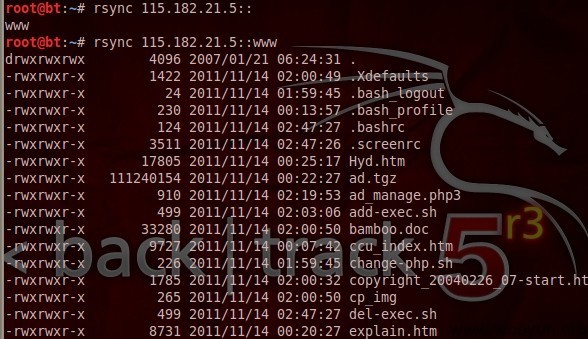 root@bt:~# rsync 115.182.21.5::
www
root@bt:~# rsync 115.182.21.5::www
drwxrwxrwx 4096 2007/01/21 06:24:31 .
-rwxrwxr-x 1422 2011/11/14 02:00:49 .Xdefaults
-rwxrwxr-x 24 2011/11/14 01:59:45 .bash_logout
-rwxrwxr-x 230 2011/11/14 00:13:57 .bash_profile
-rwxrwxr-x 124 2011/11/14 02:47:27 .bashrc
-rwxrwxr-x 3511 2011/11/14 02:47:26 .screenrc
-rwxrwxr-x 17805 2011/11/14 00:25:17 Hyd.htm
-rwxrwxr-x 111240154 2011/11/14 00:22:27 ad.tgz
-rwxrwxr-x 910 2011/11/14 02:19:53 ad_manage.php3
-rwxrwxr-x 499 2011/11/14 02:03:06 add-exec.sh
-rwxrwxr-x 33280 2011/11/14 02:00:50 bamboo.doc
-rwxrwxr-x 9727 2011/11/14 00:07:42
-rwxrwxr-x 226 2011/11/14 01:59:45 change-php.sh
-rwxrwxr-x 1785 2011/11/14 02:00:32 copyright_20040226_07-start.ht
-rwxrwxr-x 265 2011/11/14 02:00:50 cp_img
-rwxrwxr-x 499 2011/11/14 02:47:27 del-exec.sh
-rwxrwxr-x 8731 2011/11/14 00:20:27 explain.htm
<< back | track 5 r3